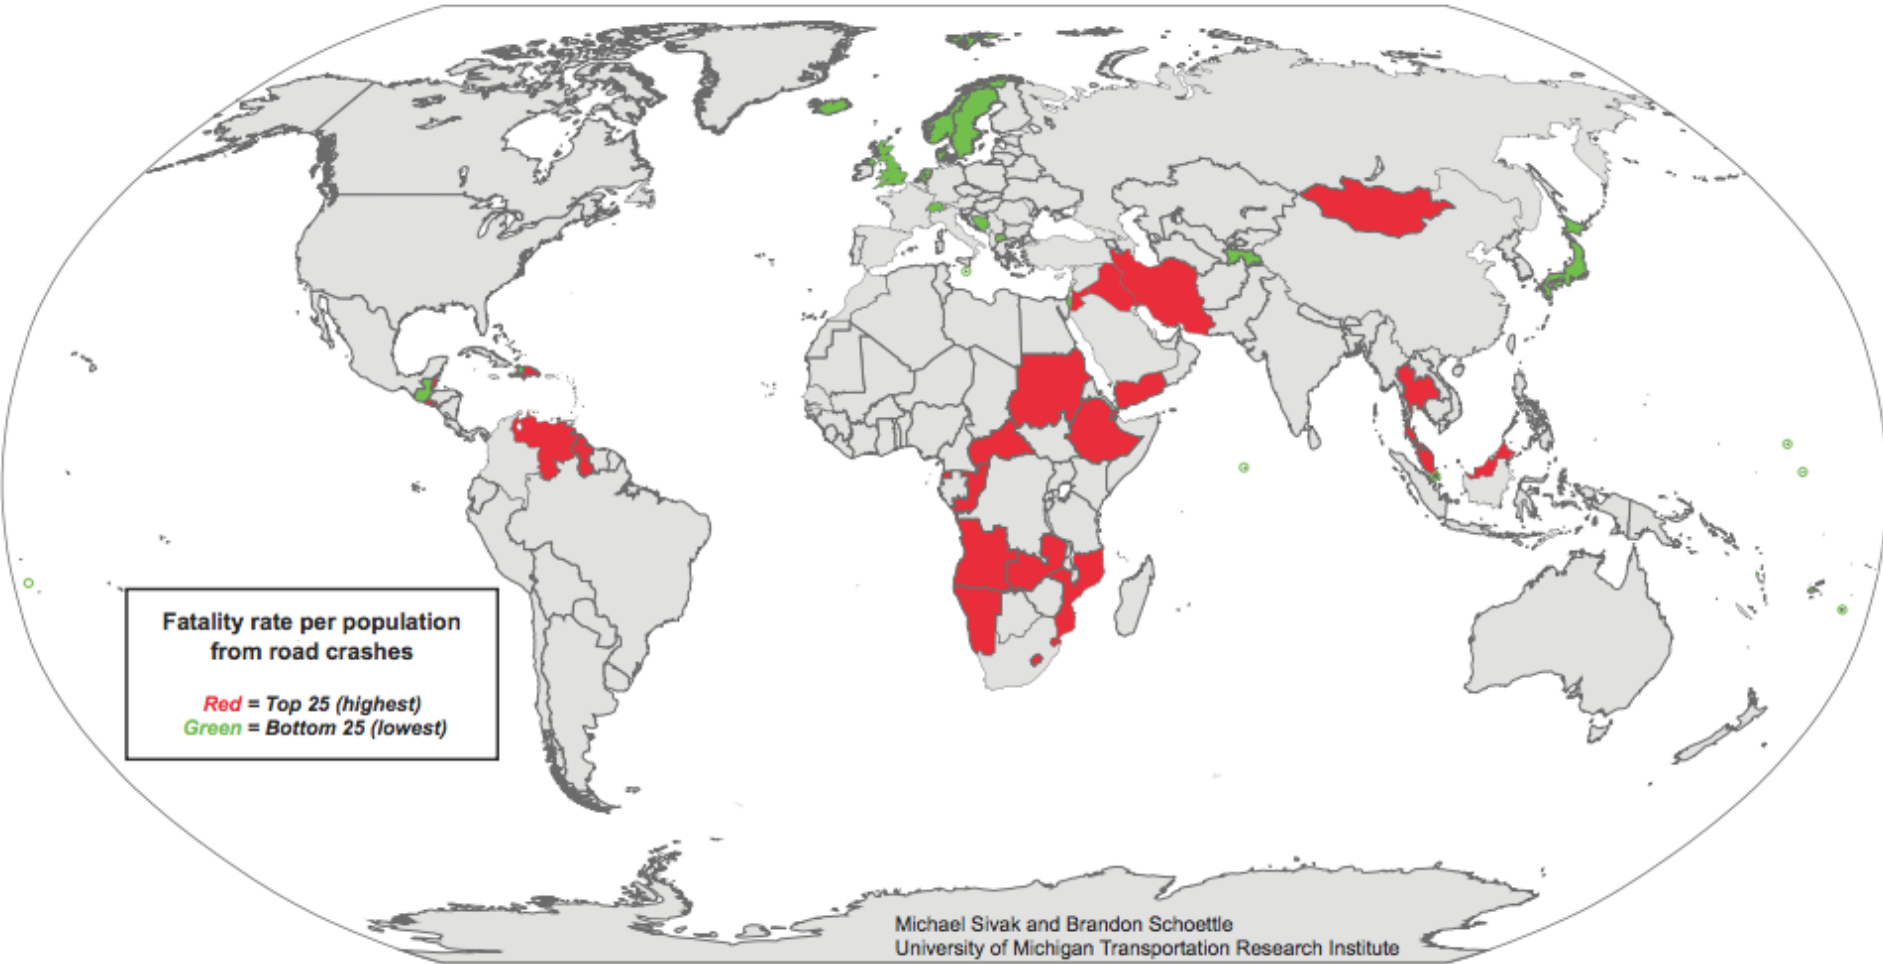 Fatality rate per population
from road crashes
Red = Top 25 (highest)
Green = Bottom 25 (lowest)
Michael Sivak and Brandon Schoettle
University of Michigan Transportation Research Institute